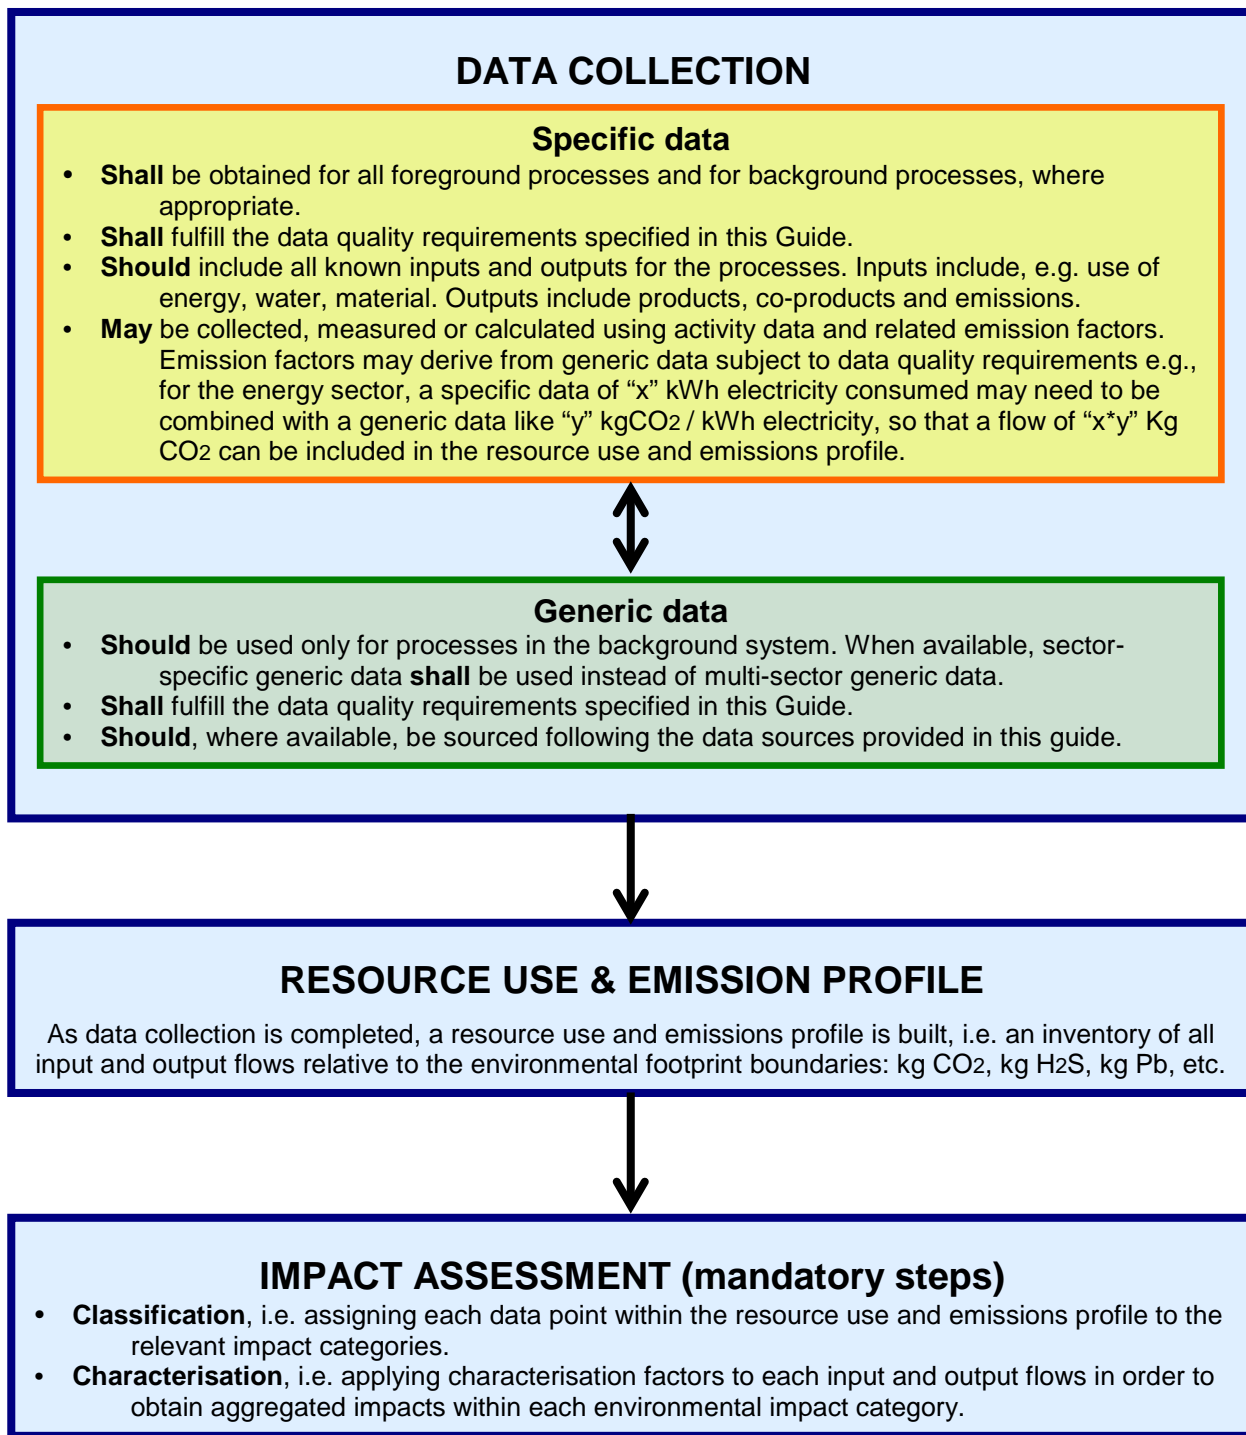 DATA COLLECTION
Specific data
• Shall be obtained for all foreground processes and for background processes, where
appropriate.
• Shall fulfill the data quality requirements specified in this Guide.
• Should include all known inputs and outputs for the processes. Inputs include, e.g. use of
energy, water, material. Outputs include products, co-products and emissions.
• May be collected, measured or calculated using activity data and related emission factors.
Emission factors may derive from generic data subject to data quality requirements e.g.,
for the energy sector, a specific data of “x” kWh electricity consumed may need to be
combined with a generic data like “y” kgCO2 / kWh electricity, so that a flow of “x*y” Kg
CO2 can be included in the resource use and emissions profile.
Generic data
• Should be used only for processes in the background system. When available, sector-
specific generic data shall be used instead of multi-sector generic data.
• Shall fulfill the data quality requirements specified in this Guide.
• Should, where available, be sourced following the data sources provided in this guide.
RESOURCE USE & EMISSION PROFILE
As data collection is completed, a resource use and emissions profile is built, i.e. an inventory of all
input and output flows relative to the environmental footprint boundaries: kg CO2, kg H2S, kg Pb, etc.
IMPACT ASSESSMENT (mandatory steps)
• Classification, i.e. assigning each data point within the resource use and emissions profile to the
relevant impact categories.
• Characterisation, i.e. applying characterisation factors to each input and output flows in order to
obtain aggregated impacts within each environmental impact category.